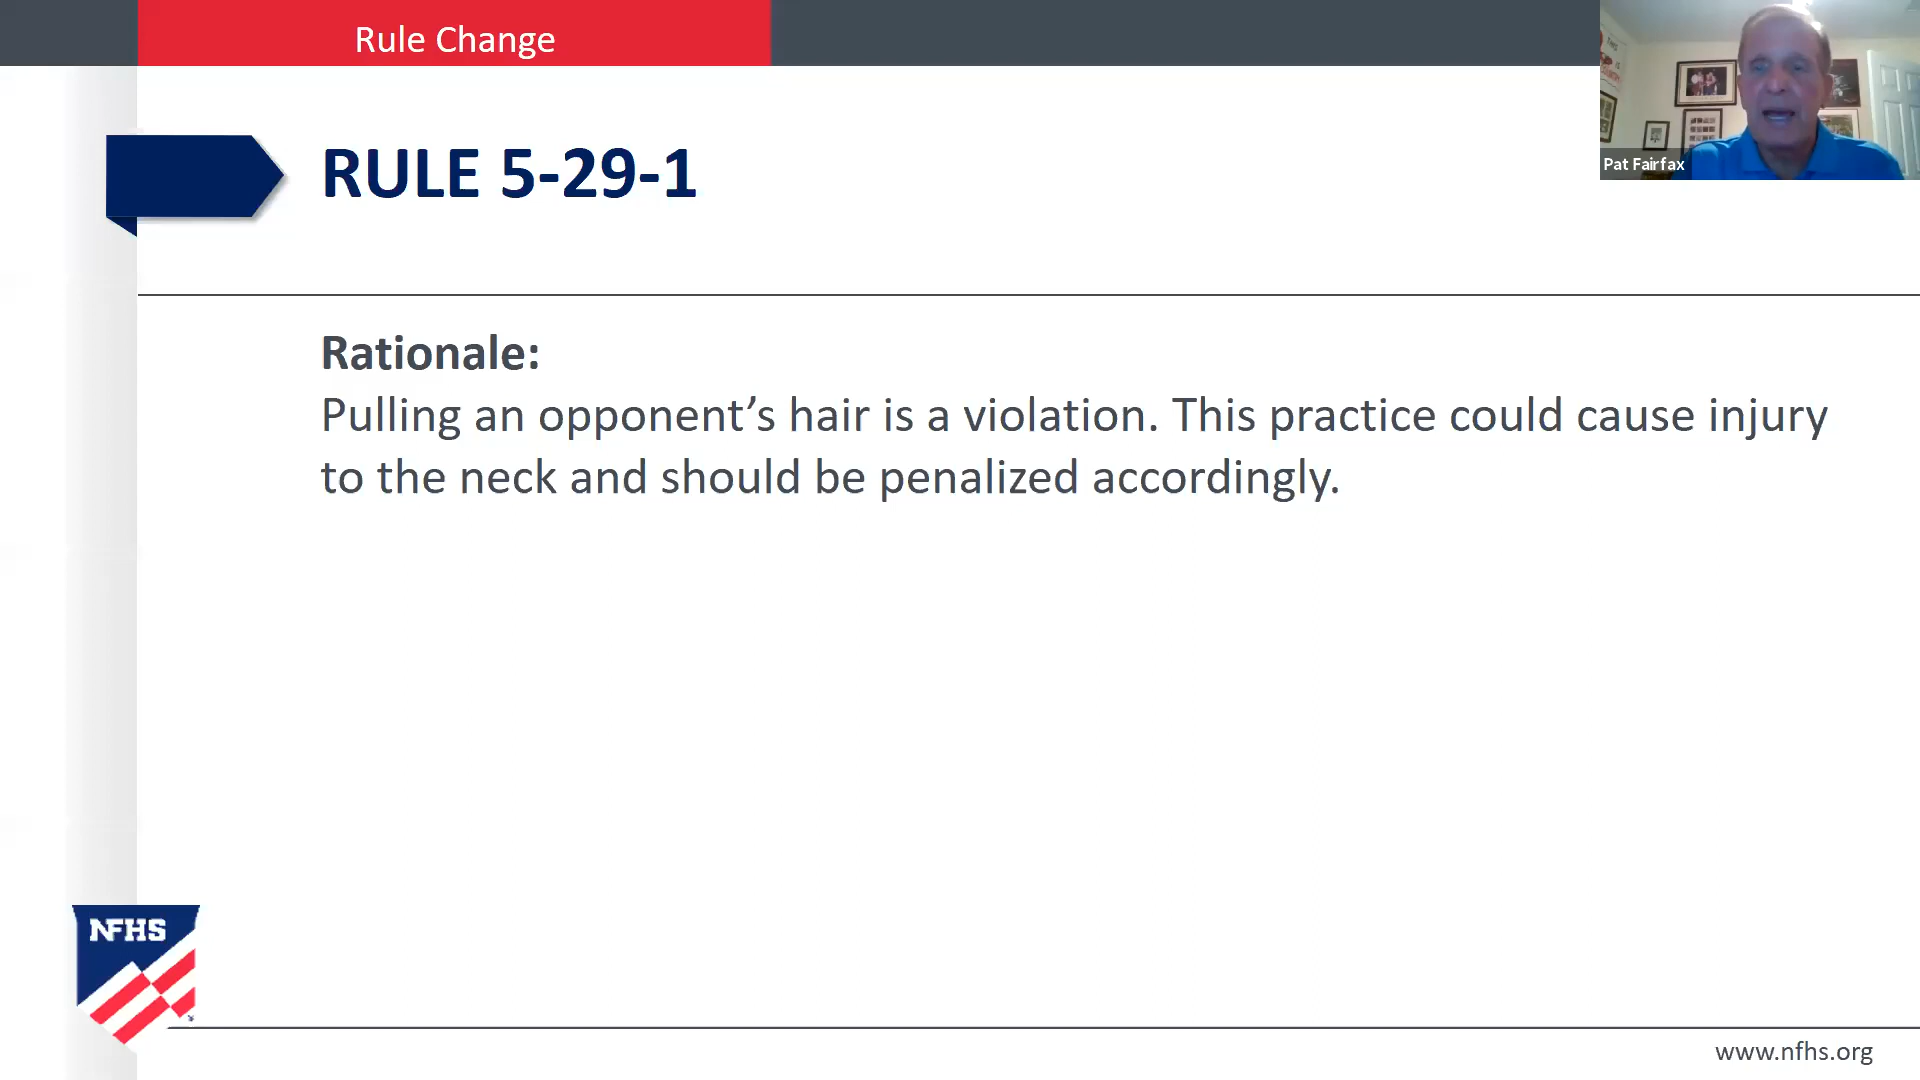 Rule Change
RULE 5-29-1
Pat Fairfax
Rationale:
Pulling an opponent’s hair is a violation. This practice could cause injury
to the neck and should be penalized accordingly.
NFHS
www.nfhs.org